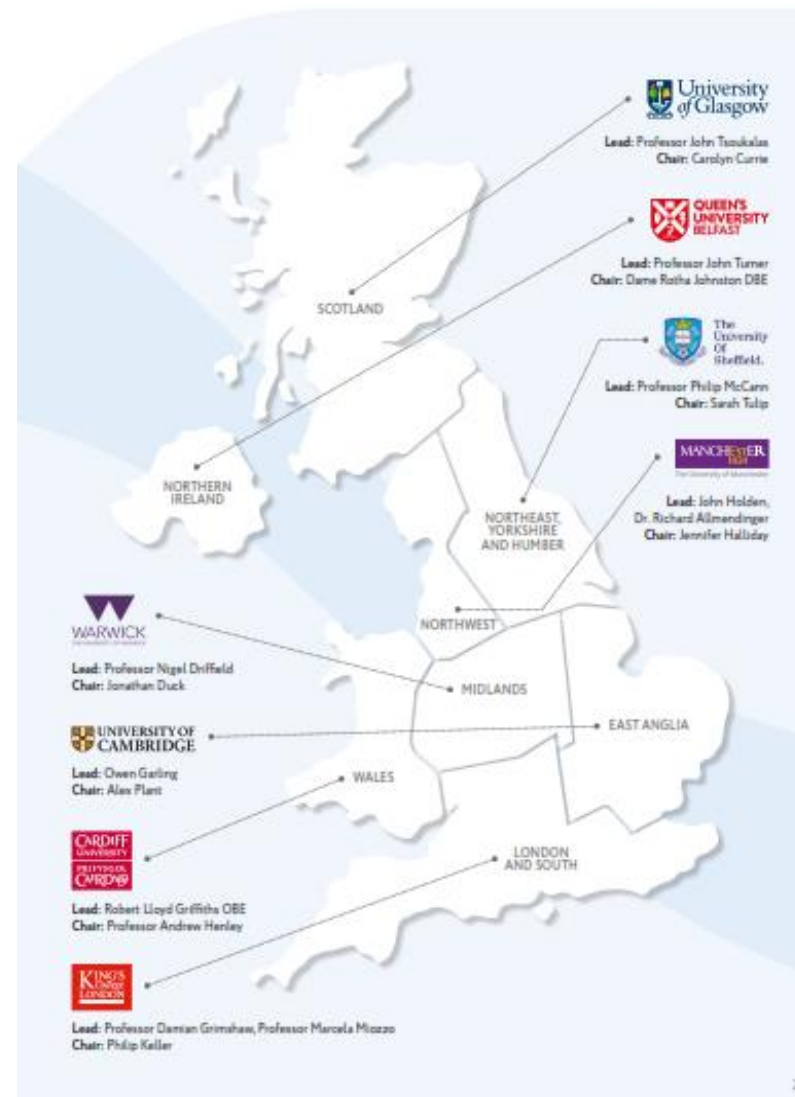 University
of Glasgow
Lead: Professor John Tsoukalas
Chair: Carolyn Currie
QUEEN'S
UNIVERSITY
BELFAST
Lead: Professor John Turner
Chair: Dame Rotha Johnston DBE
SCOTLAND
The
University
Of
Sheffield.
Lead: Professor Philip McCann
Chair: Sarah Tulip
MANCHESTER
1824
The University of Manchester
Lead: John Holden,
Dr. Richard Allmendinger
Chair: Jennifer Halliday
NORTHERN
IRELAND
NORTHEAST,
YORKSHIRE
AND HUMBER
NORTHWEST
WARWICK
Lead: Professor Nigel Driffield
Chair: Jonathan Duck
MIDLANDS
UNIVERSITY OF
CAMBRIDGE
EAST ANGLIA
Lead: Owen Garling
Chair: Alex Plant
WALES
CARDIFF
UNIVERSITY
PRIFYSGOL
CAERDYDD
LONDON
AND SOUTH
Lead: Robert Lloyd Griffiths OBE
Chair: Professor Andrew Henley
KING'S
College
LONDON
Lead: Professor Damian Grimshaw, Professor Marcela Miozzo
Chair: Philip Keller